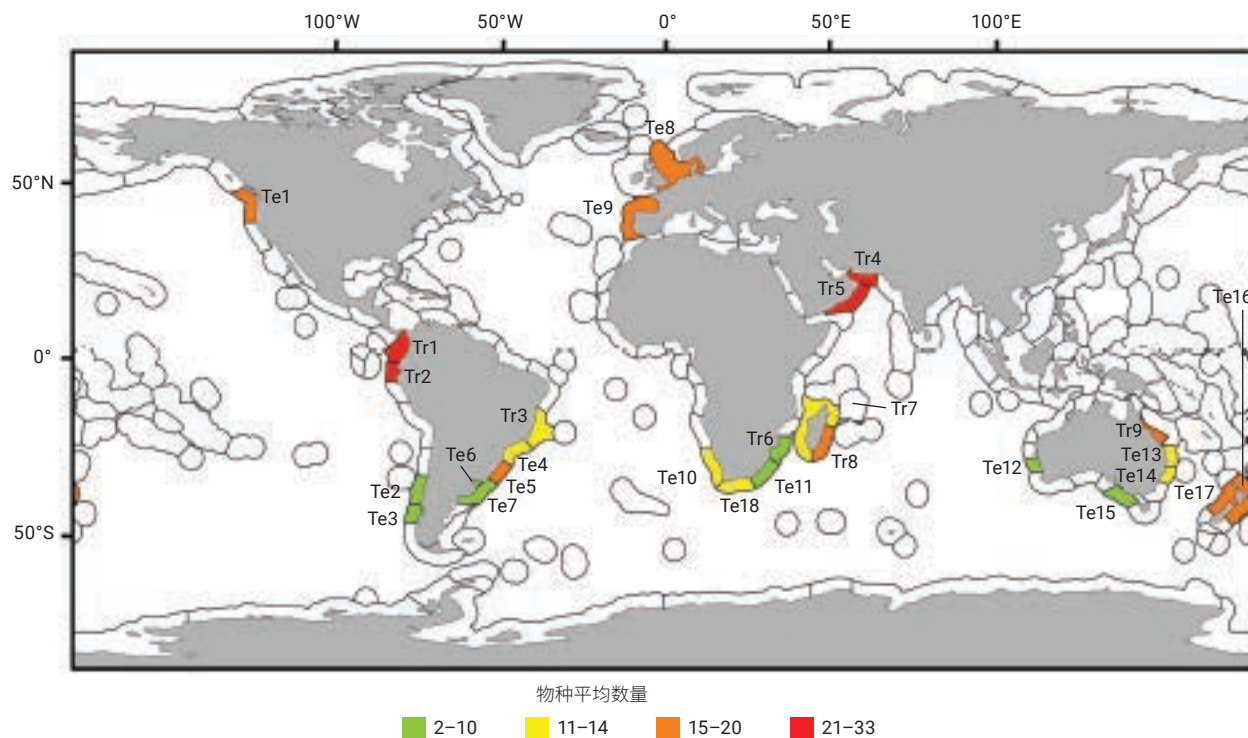 100°W 50°W 0° 50°E 100°E
Te8
50°N
Te1
Te9
Tr4
Tr5
Te16
0°
Tr1
Tr2
Tr7
Tr3
Tr6
Tr9
Te6
Te4
Te13
Tr8
Te12
Te10
Te14
Te2
Te5
Te11
Te17
Te7
Te18
Te15
Te3
50°S
物种平均数量
2–10 11–14 15–20 21–33